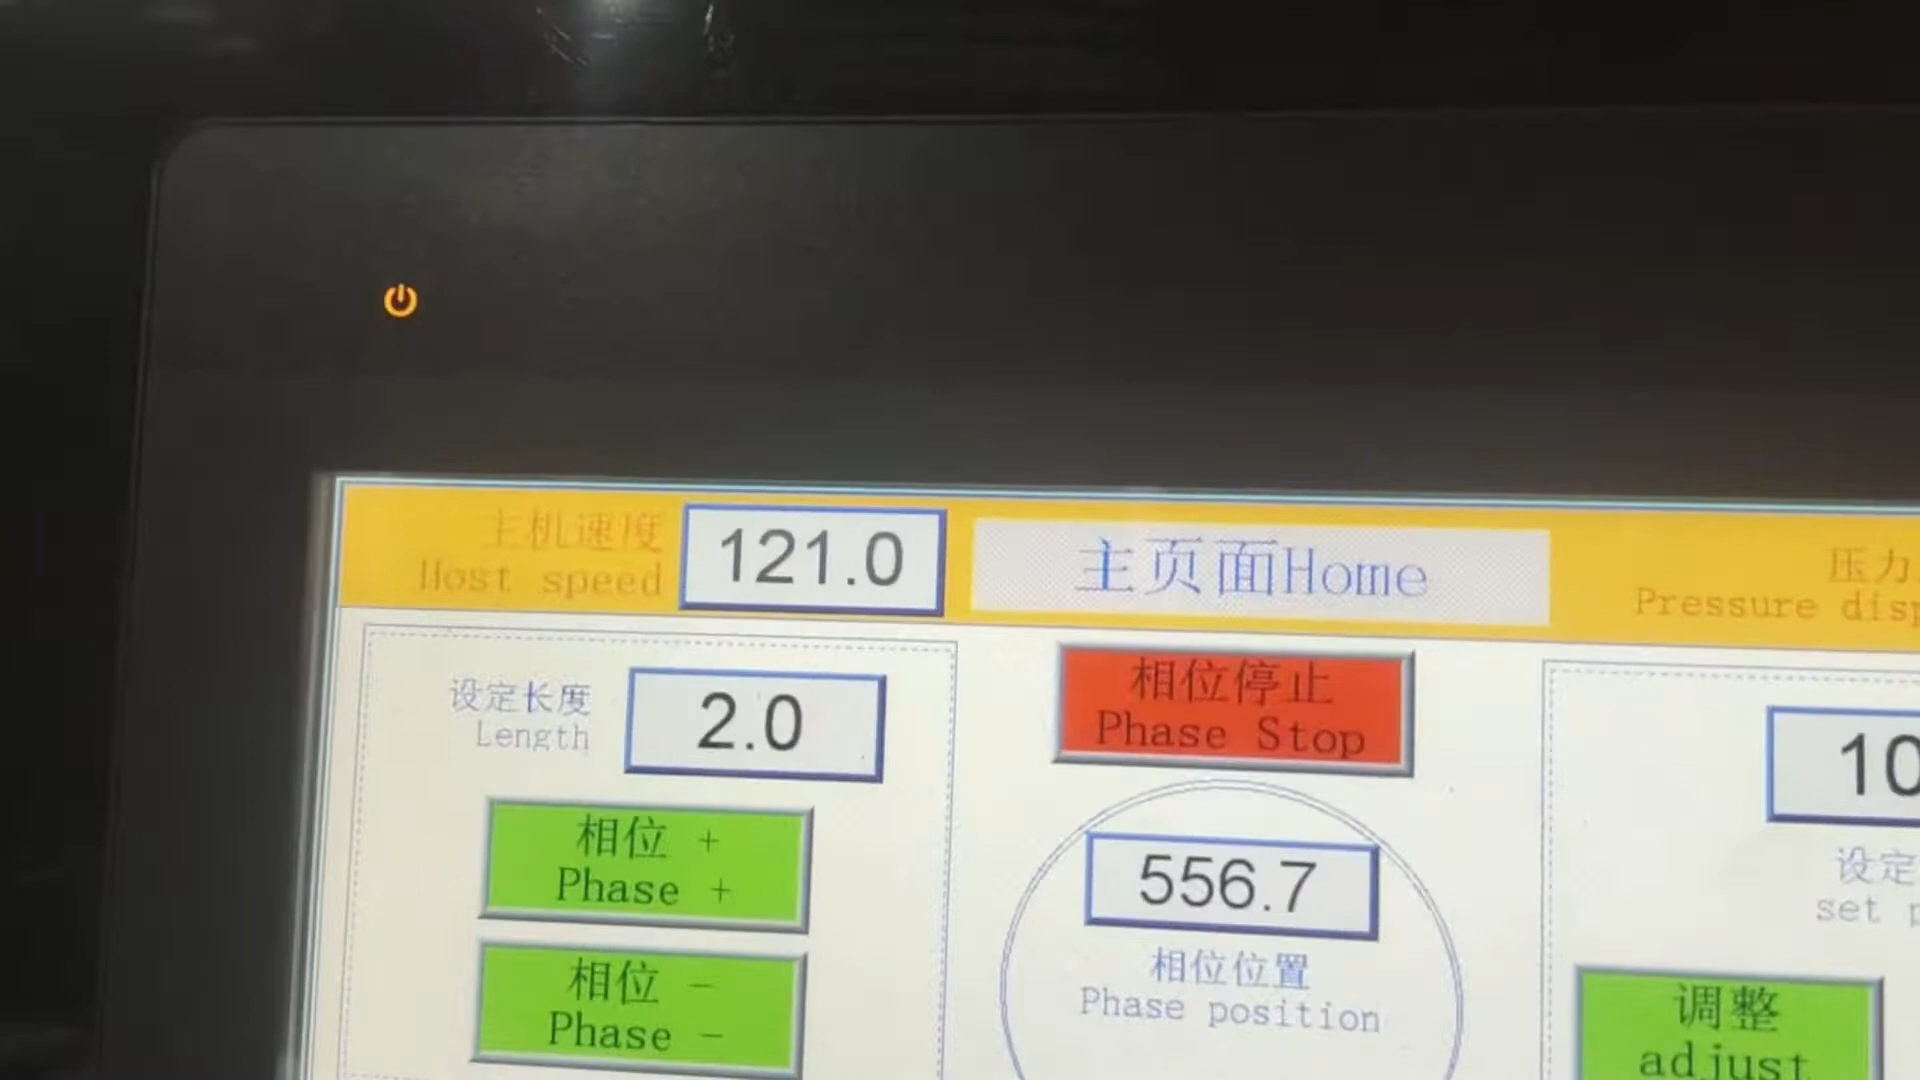 主机速度
Host speed
121.0
主页面Home
压力
Pressure
设定长度
Length
2.0
相位停止
Phase Stop
10
相位 +
Phase +
556.7
设定
set
相位 -
Phase -
相位位置
Phase position
调整
adjust